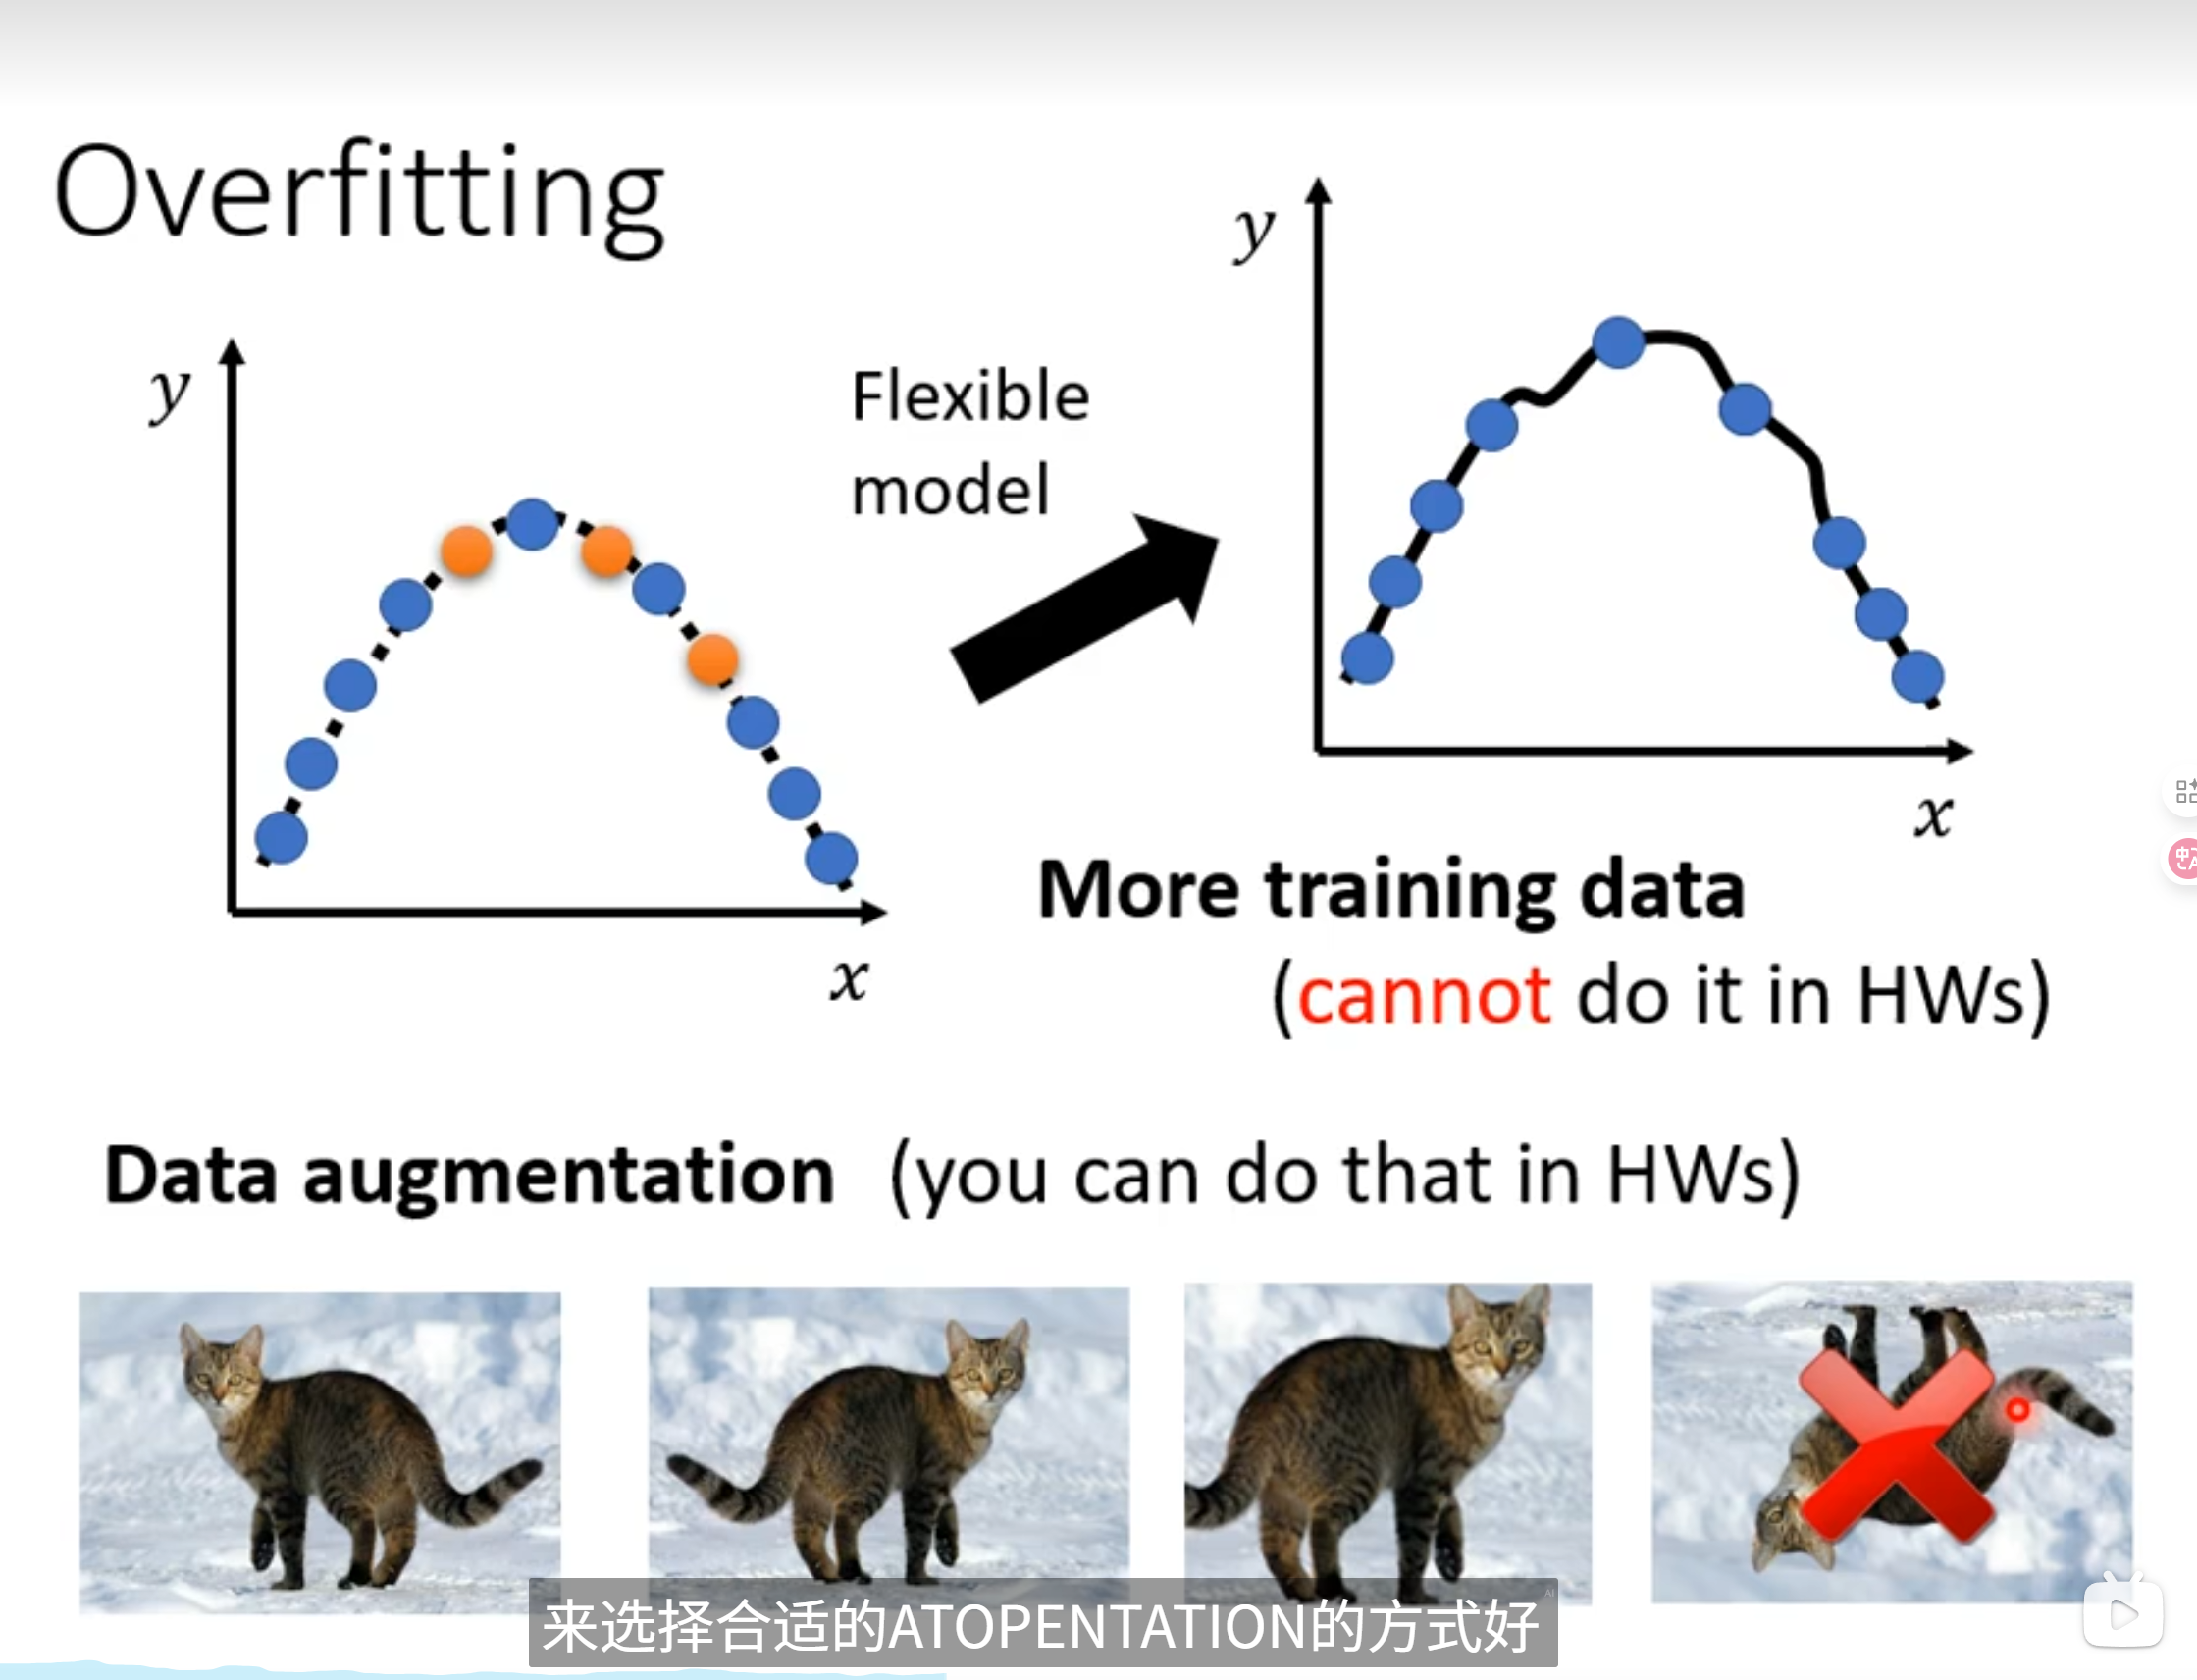 Overfitting
y
x
Flexible
model
y
x
More training data
(cannot do it in HWs)
Data augmentation (you can do that in HWs)
来选择合适的ATOPENTATION的方式好
AI